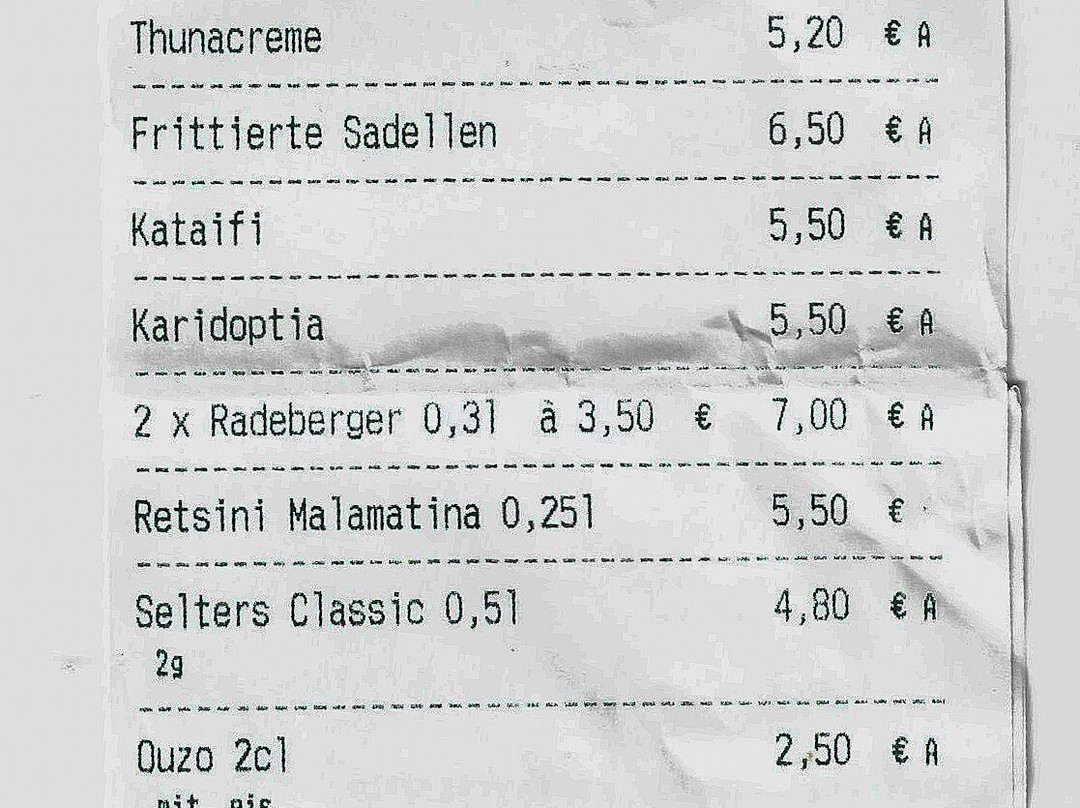 Thunacreme 5,20 € A
Frittierte Sadellen 6,50 € A
Kataifi 5,50 € A
Karidoptia 5,50 € A
2 x Radeberger 0,3l à 3,50 € 7,00 € A
Retsini Malamatina 0,25l 5,50 €
Selters Classic 0,5l 4,80 € A
2g
Ouzo 2cl 2,50 € A
mit eis